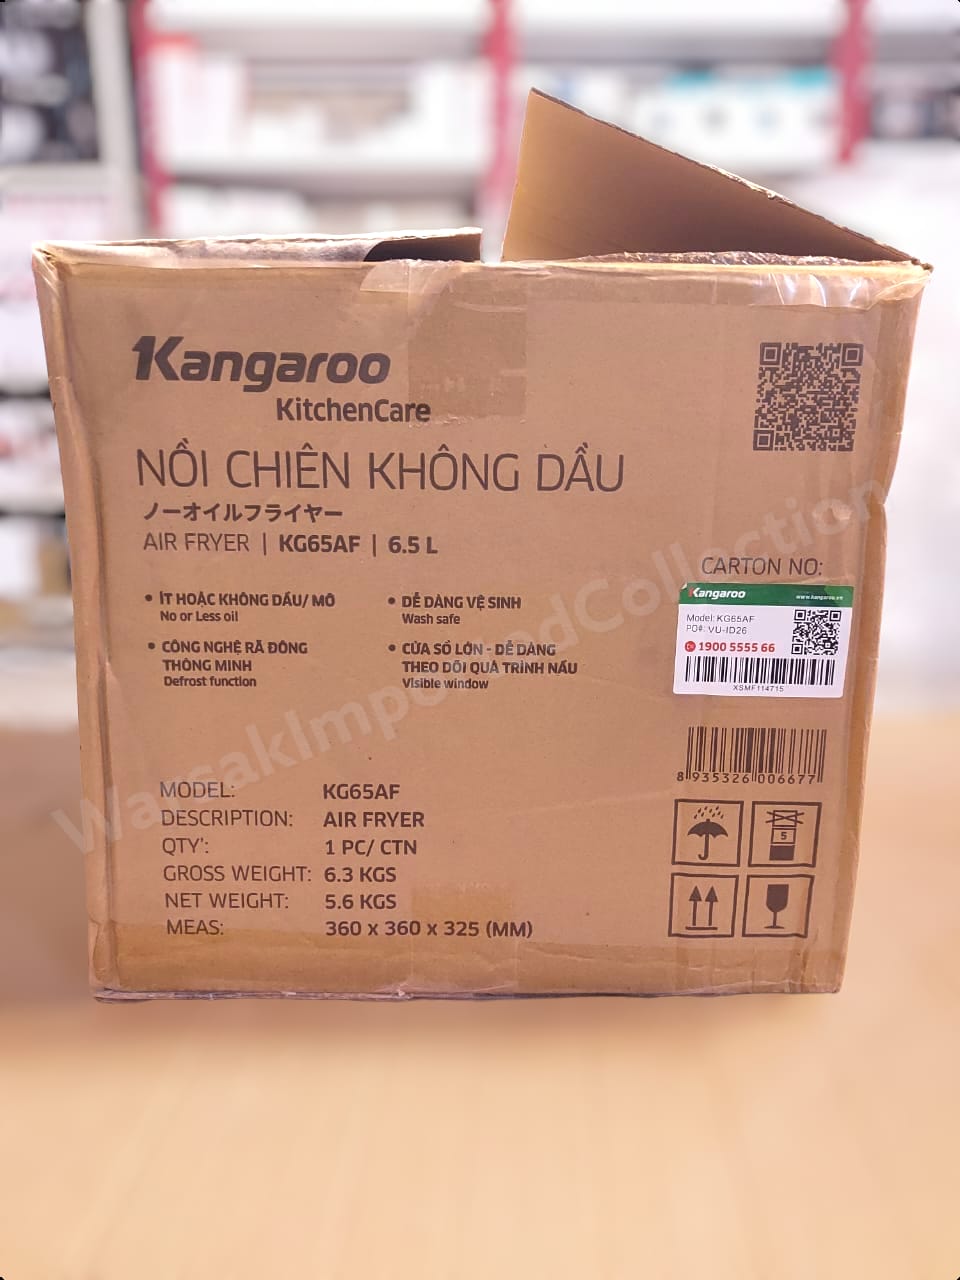 Kangaroo
KitchenCare
NỒI CHIÊN KHÔNG DẦU
ノーオイルフライヤー
AIR FRYER | KG65AF | 6.5 L
• ÍT HOẶC KHÔNG DẦU/ MỠ
No or Less oil
• CÔNG NGHỆ RÃ ĐÔNG
THÔNG MINH
Defrost function
• DỄ DÀNG VỆ SINH
Wash safe
• CỬA SỔ LỚN - DỄ DÀNG
THEO DÕI QUÁ TRÌNH NẤU
Visible window
CARTON NO:
Kangaroo www.kangaroo.vn
Model: KG65AF
PO#: VU-ID26
1900 5555 66
XSMF114715
8 935326 006677
5
MODEL: KG65AF
DESCRIPTION: AIR FRYER
QTY': 1 PC/ CTN
GROSS WEIGHT: 6.3 KGS
NET WEIGHT: 5.6 KGS
MEAS: 360 x 360 x 325 (MM)
WarsakImportedCollection